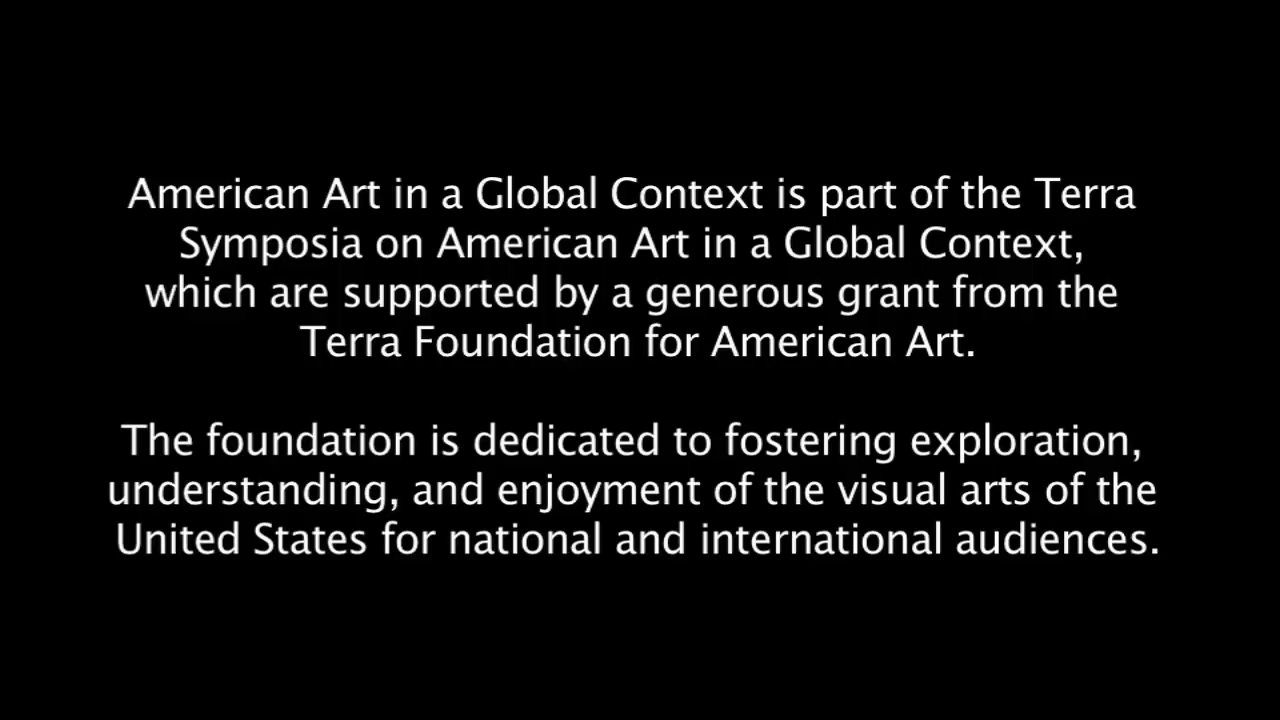 American Art in a Global Context is part of the Terra
Symposia on American Art in a Global Context,
which are supported by a generous grant from the
Terra Foundation for American Art.
The foundation is dedicated to fostering exploration,
understanding, and enjoyment of the visual arts of the
United States for national and international audiences.